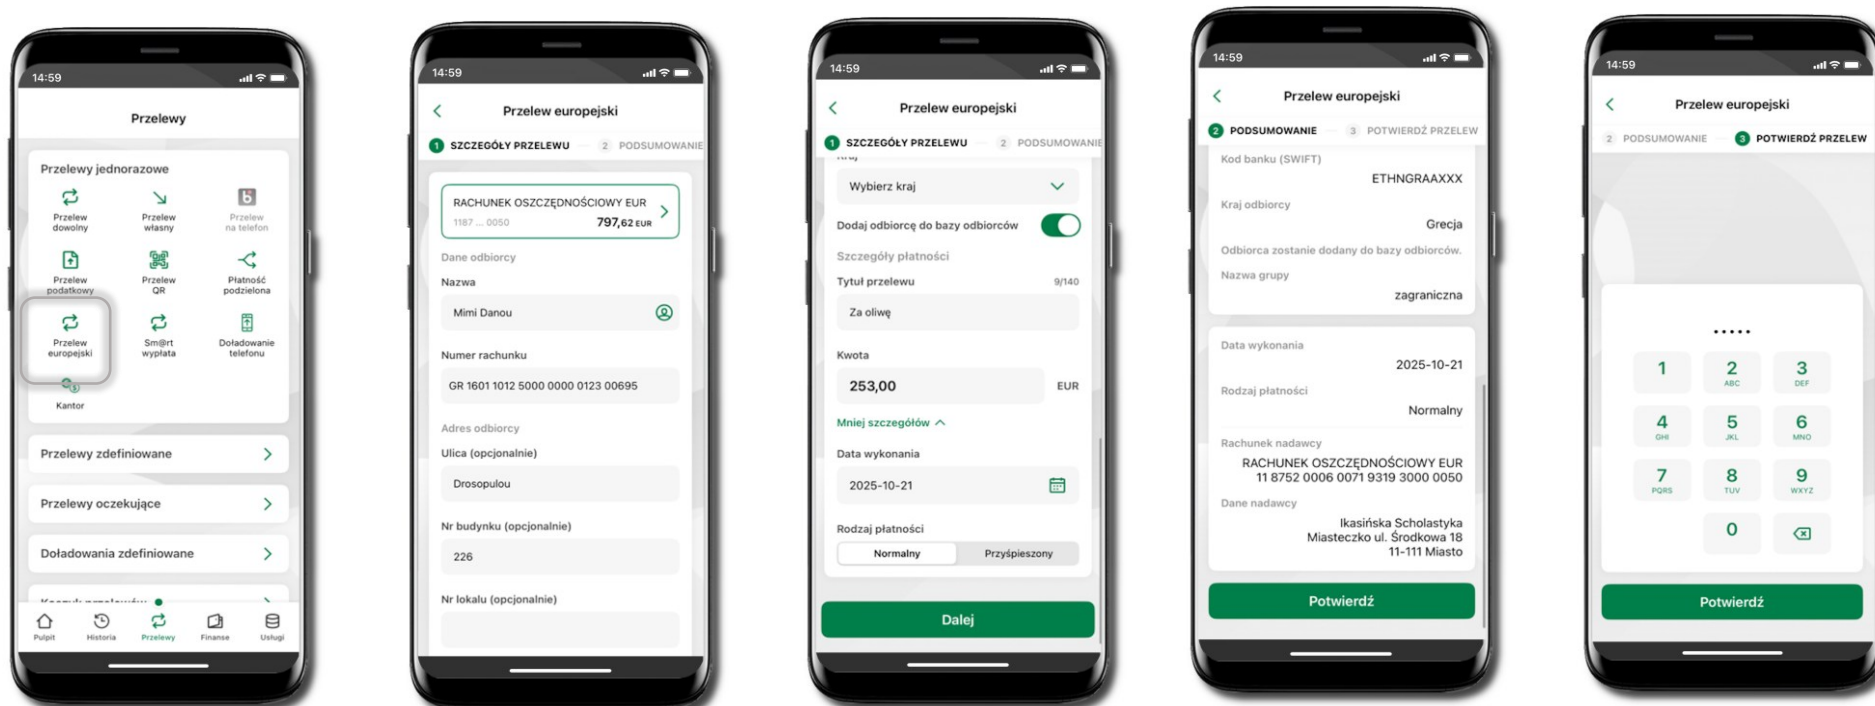 14:59
Przelewy
Przelewy jednorazowe
Przelew
dowolny
Przelew
własny
Przelew
na telefon
Przelew
podatkowy
Przelew
QR
Płatność
podzielona
Przelew
europejski
Sm@rt
wypłata
Doładowanie
telefonu
Kantor
Przelewy zdefiniowane
Przelewy oczekujące
Doładowania zdefiniowane
Pulpit
Historia
Przelewy
Finanse
Usługi
14:59
Przelew europejski
1 SZCZEGÓŁY PRZELEWU 2 PODSUMOWANIE
RACHUNEK OSZCZĘDNOŚCIOWY EUR
1187 ... 0050 797,62 EUR
Dane odbiorcy
Nazwa
Mimi Danou
Numer rachunku
GR 1601 1012 5000 0000 0123 00695
Adres odbiorcy
Ulica (opcjonalnie)
Drosopulou
Nr budynku (opcjonalnie)
226
Nr lokalu (opcjonalnie)
14:59
Przelew europejski
1 SZCZEGÓŁY PRZELEWU 2 PODSUMOWANIE
Wybierz kraj
Dodaj odbiorcę do bazy odbiorców
Szczegóły płatności
Tytuł przelewu 9/140
Za oliwę
Kwota
253,00 EUR
Mniej szczegółów
Data wykonania
2025-10-21
Rodzaj płatności
Normalny Przyśpieszony
Dalej
14:59
Przelew europejski
2 PODSUMOWANIE 3 POTWIERDŹ PRZELEW
Kod banku (SWIFT)
ETHNGRAAXXX
Kraj odbiorcy
Grecja
Odbiorca zostanie dodany do bazy odbiorców.
Nazwa grupy
zagraniczna
Data wykonania
2025-10-21
Rodzaj płatności
Normalny
Rachunek nadawcy
RACHUNEK OSZCZĘDNOŚCIOWY EUR
11 8752 0006 0071 9319 3000 0050
Dane nadawcy
Ikasińska Scholastyka
Miasteczko ul. Środkowa 18
11-111 Miasto
Potwierdź
14:59
Przelew europejski
2 PODSUMOWANIE 3 POTWIERDŹ PRZELEW
•••••
1 2 3
ABC DEF
4 5 6
GHI JKL MNO
7 8 9
PQRS TUV WXYZ
0
Potwierdź